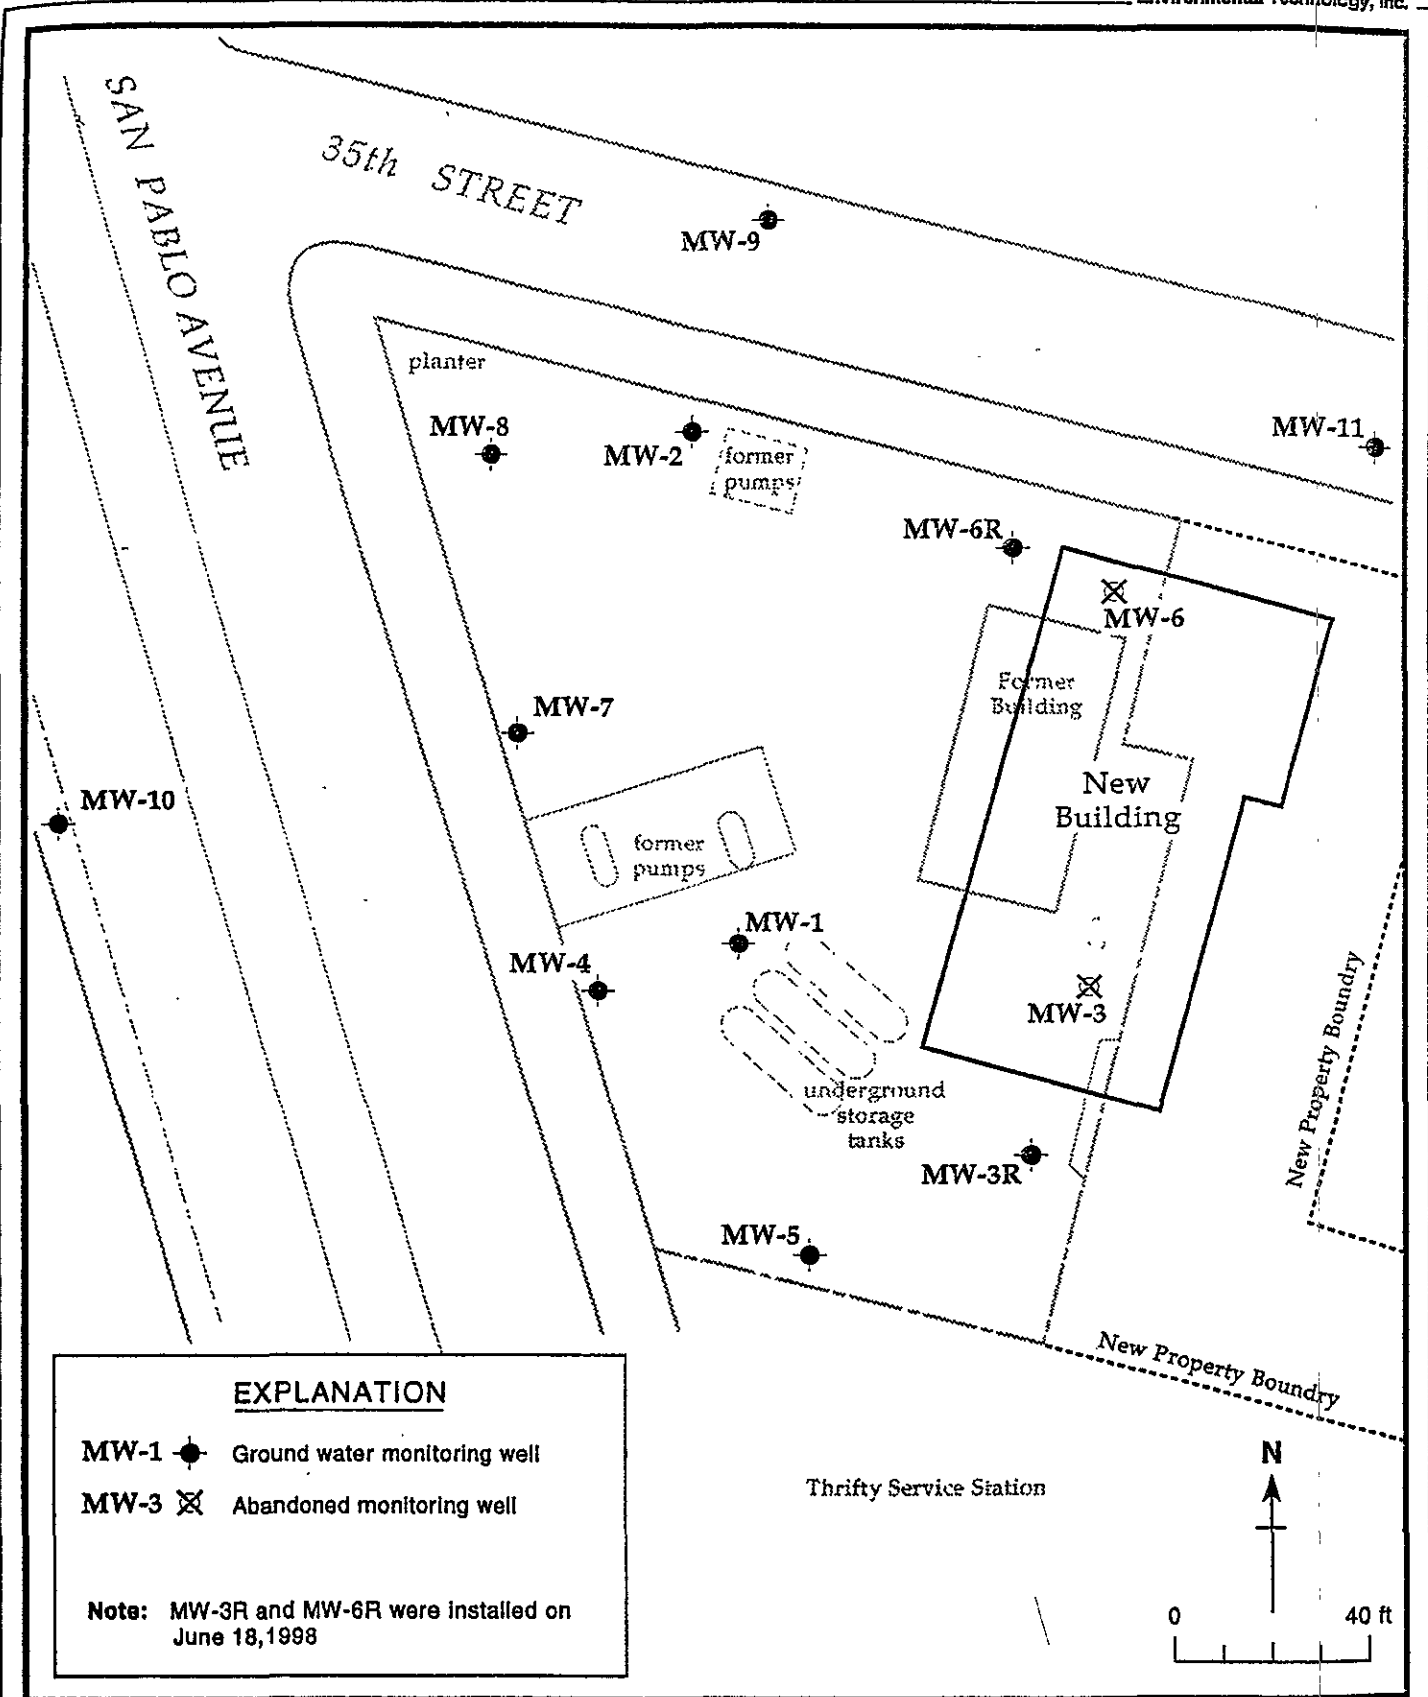 Environmental Technology, Inc.
SAN PABLO AVENUE
35th STREET
MW-9
planter
MW-8
MW-2
former
pumps
MW-11
MW-6R
MW-6
Former
Building
MW-7
New
Building
MW-10
former
pumps
MW-1
MW-4
MW-3
New Property Boundry
underground
storage
tanks
MW-3R
MW-5
New Property Boundry
EXPLANATION
MW-1 Ground water monitoring well
MW-3 Abandoned monitoring well
Note: MW-3R and MW-6R were installed on
June 18,1998
Thrifty Service Station
N
0 40 ft